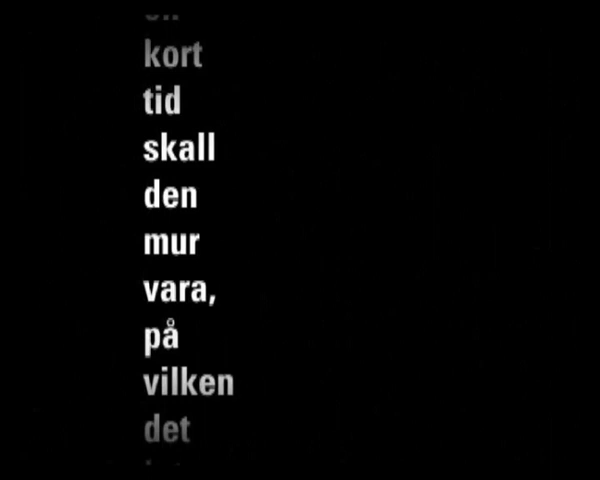 kort
tid
skall
den
mur
vara,
på
vilken
det